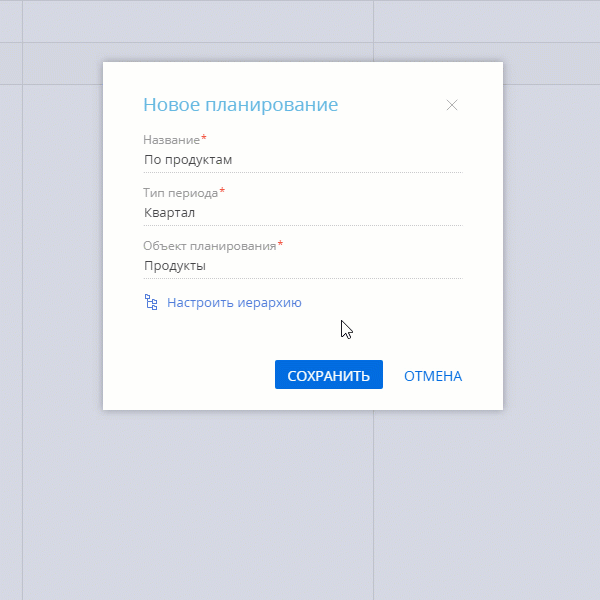 Новое планирование
Название*
По продуктам
Тип периода*
Квартал
Объект планирования*
Продукты
Настроить иерархию
СОХРАНИТЬ ОТМЕНА